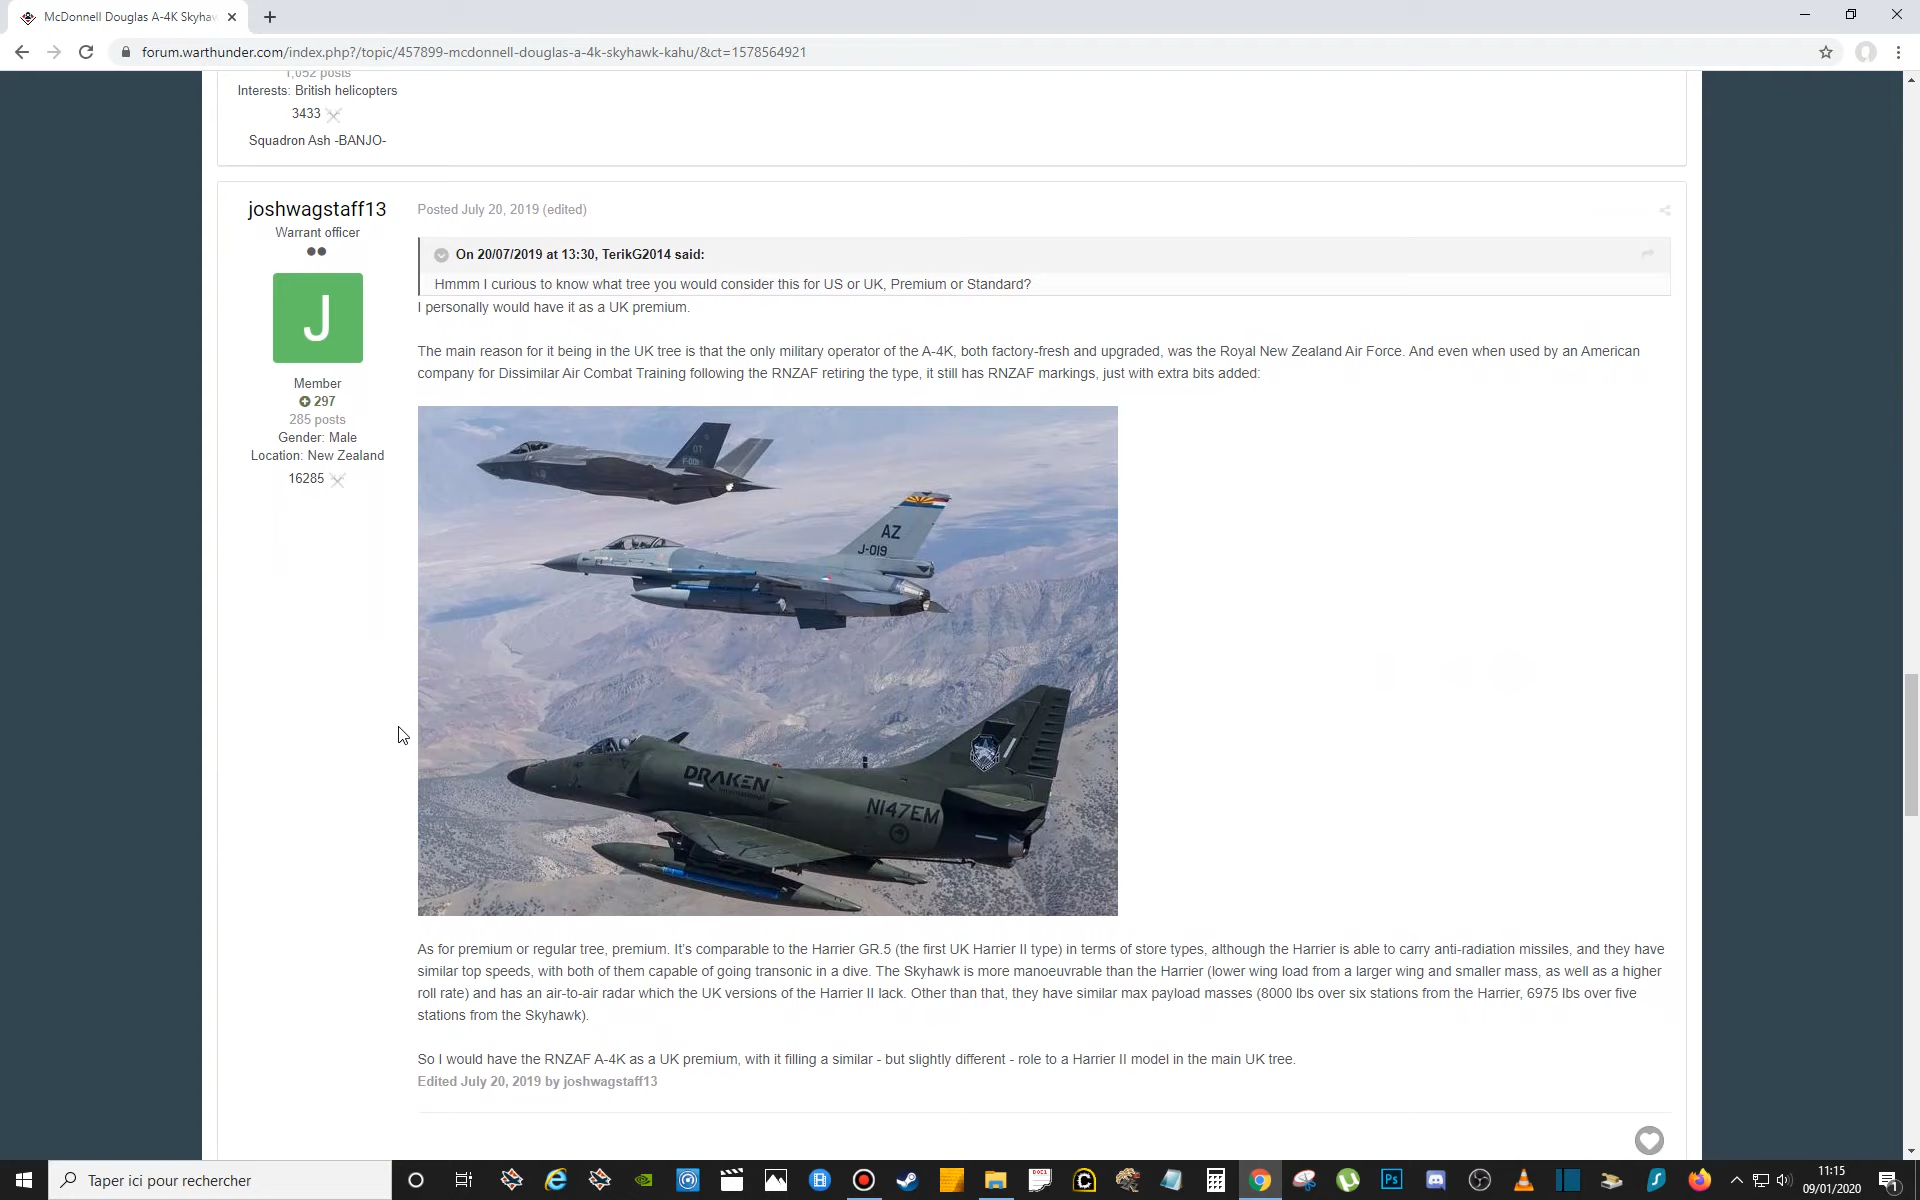 McDonnell Douglas A-4K Skyhaw
forum.warthunder.com/index.php?/topic/457899-mcdonnell-douglas-a-4k-skyhawk-kahu/&ct=1578564921
1,052 posts
Interests: British helicopters
3433
Squadron Ash -BANJO-
joshwagstaff13
Warrant officer
J
Member
297
285 posts
Gender: Male
Location: New Zealand
16285
Posted July 20, 2019 (edited)
On 20/07/2019 at 13:30, TerikG2014 said:
Hmmm I curious to know what tree you would consider this for US or UK, Premium or Standard?
I personally would have it as a UK premium.
The main reason for it being in the UK tree is that the only military operator of the A-4K, both factory-fresh and upgraded, was the Royal New Zealand Air Force. And even when used by an American
company for Dissimilar Air Combat Training following the RNZAF retiring the type, it still has RNZAF markings, just with extra bits added:
OT
F-001
AZ
J-019
DRAKEN
INTERNATIONAL
N147EM
As for premium or regular tree, premium. It's comparable to the Harrier GR.5 (the first UK Harrier II type) in terms of store types, although the Harrier is able to carry anti-radiation missiles, and they have
similar top speeds, with both of them capable of going transonic in a dive. The Skyhawk is more manoeuvrable than the Harrier (lower wing load from a larger wing and smaller mass, as well as a higher
roll rate) and has an air-to-air radar which the UK versions of the Harrier II lack. Other than that, they have similar max payload masses (8000 lbs over six stations from the Harrier, 6975 lbs over five
stations from the Skyhawk).
So I would have the RNZAF A-4K as a UK premium, with it filling a similar - but slightly different - role to a Harrier II model in the main UK tree.
Edited July 20, 2019 by joshwagstaff13
Taper ici pour rechercher
DOC1
Ps
11:15
09/01/2020
1